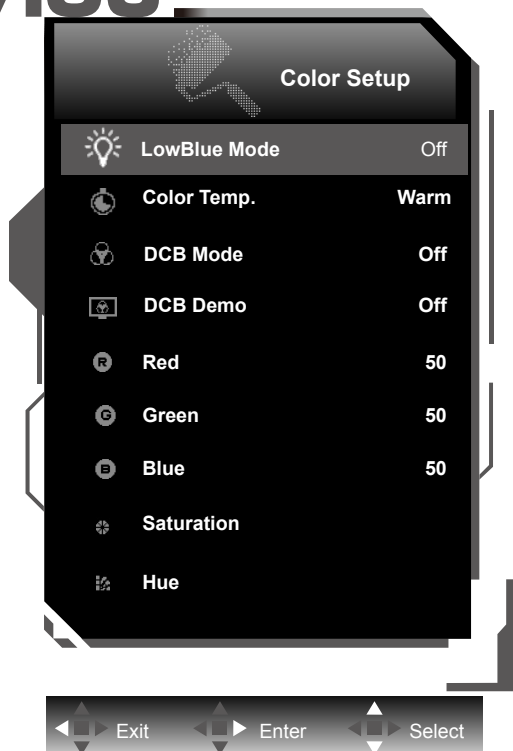 Color Setup
LowBlue Mode Off
Color Temp. Warm
DCB Mode Off
DCB Demo Off
R Red 50
G Green 50
B Blue 50
Saturation
Hue
Exit Enter Select